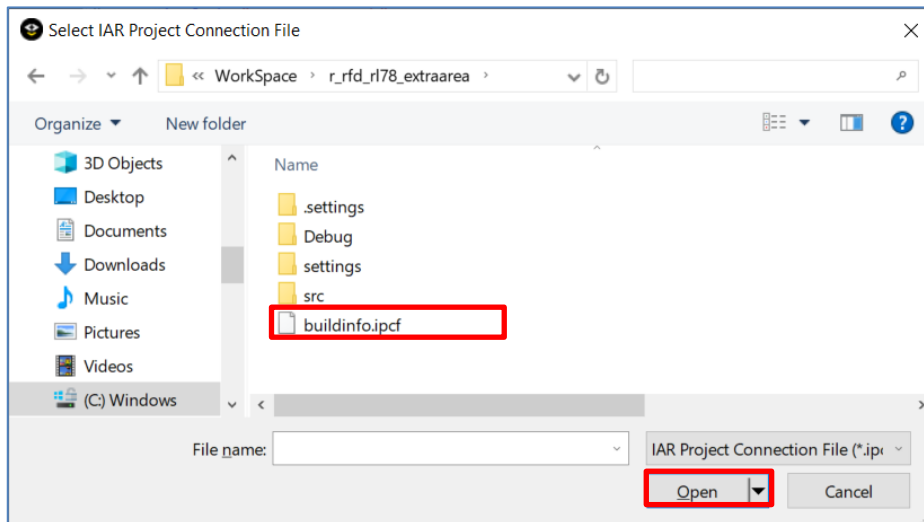 Select IAR Project Connection File
« WorkSpace › r_rfd_rl78_extraarea ›
Organize New folder
3D Objects
Desktop
Documents
Downloads
Music
Pictures
Videos
(C:) Windows
Name
.settings
Debug
settings
src
buildinfo.ipcf
File name:
IAR Project Connection File (*.ip
Open Cancel